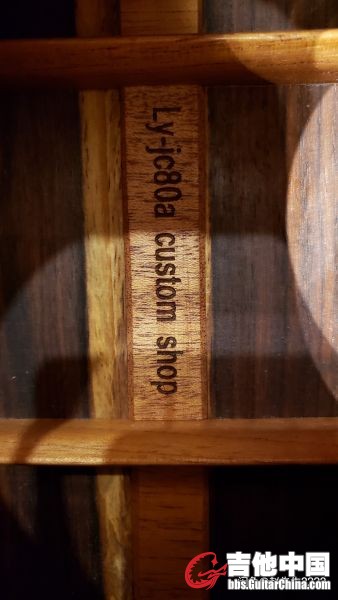 Ly-jc80a custom shop
吉他中国
bbs.GuitarChina.com